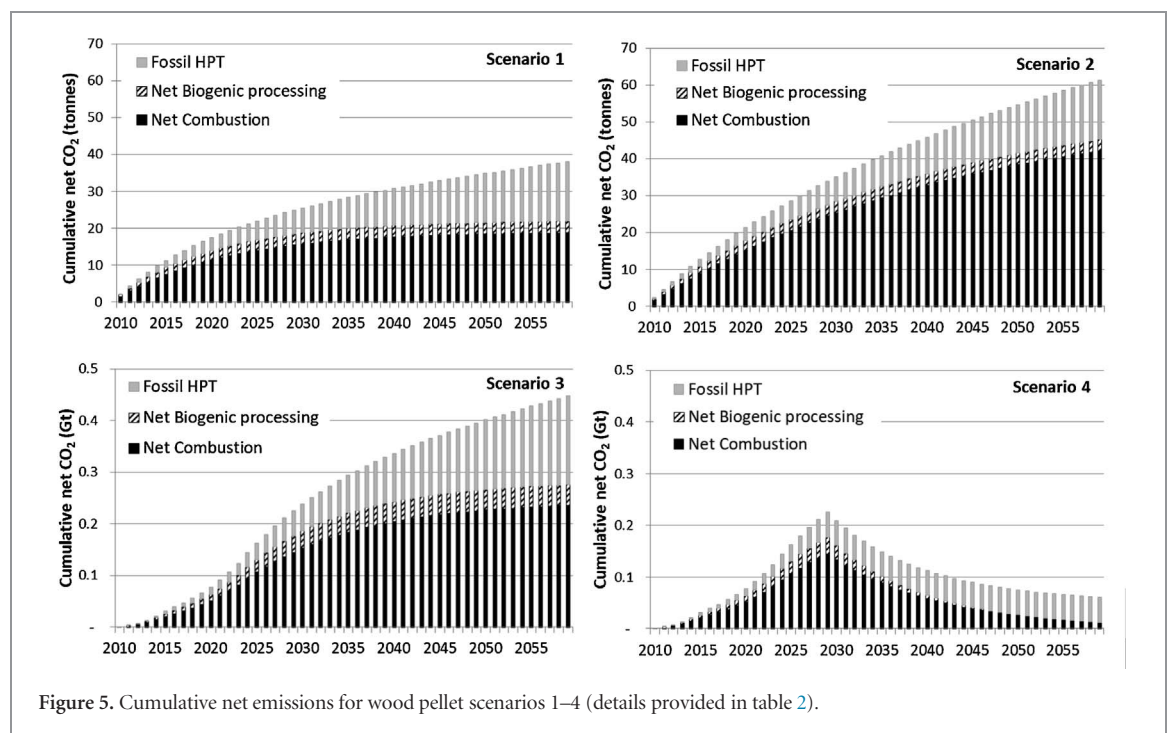 70
60
50
40
30
20
10
0
Cumulative net CO₂ (tonnes)
Scenario 1
Fossil HPT
Net Biogenic processing
Net Combustion
2010 2015 2020 2025 2030 2035 2040 2045 2050 2055
70
60
50
40
30
20
10
0
Cumulative net CO₂ (tonnes)
Scenario 2
Fossil HPT
Net Biogenic processing
Net Combustion
2010 2015 2020 2025 2030 2035 2040 2045 2050 2055
0.5
0.4
0.3
0.2
0.1
-
Cumulative net CO₂ (Gt)
Scenario 3
Fossil HPT
Net Biogenic processing
Net Combustion
2010 2015 2020 2025 2030 2035 2040 2045 2050 2055
0.5
0.4
0.3
0.2
0.1
-
Cumulative net CO₂ (Gt)
Scenario 4
Fossil HPT
Net Biogenic processing
Net Combustion
2010 2015 2020 2025 2030 2035 2040 2045 2050 2055
Figure 5. Cumulative net emissions for wood pellet scenarios 1–4 (details provided in table 2).